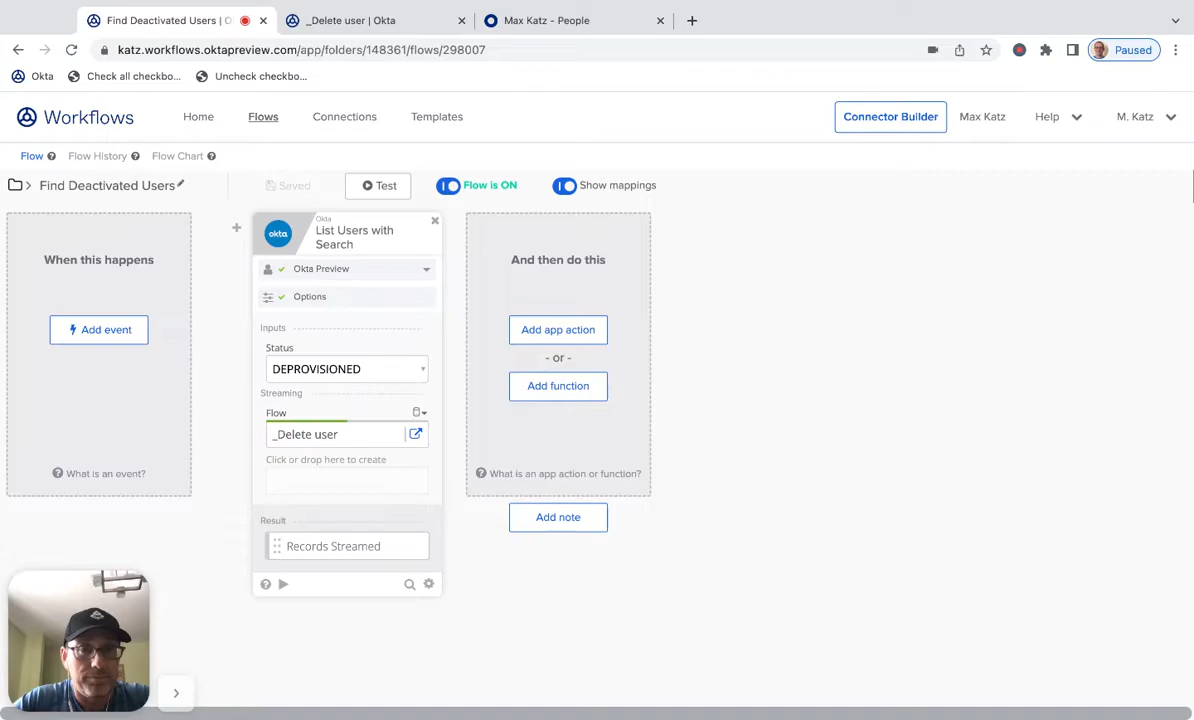 Find Deactivated Users | O
_Delete user | Okta
Max Katz - People
katz.workflows.oktapreview.com/app/folders/148361/flows/298007
Paused
Okta
Check all checkbo...
Uncheck checkbo...
Workflows
Home
Flows
Connections
Templates
Connector Builder
Max Katz
Help
M. Katz
Flow
Flow History
Flow Chart
Find Deactivated Users
Saved
Test
Flow is ON
Show mappings
When this happens
Add event
What is an event?
okta
Okta
List Users with
Search
Okta Preview
Options
Inputs
Status
DEPROVISIONED
Streaming
Flow
_Delete user
Click or drop here to create
Result
Records Streamed
And then do this
Add app action
- or -
Add function
What is an app action or function?
Add note